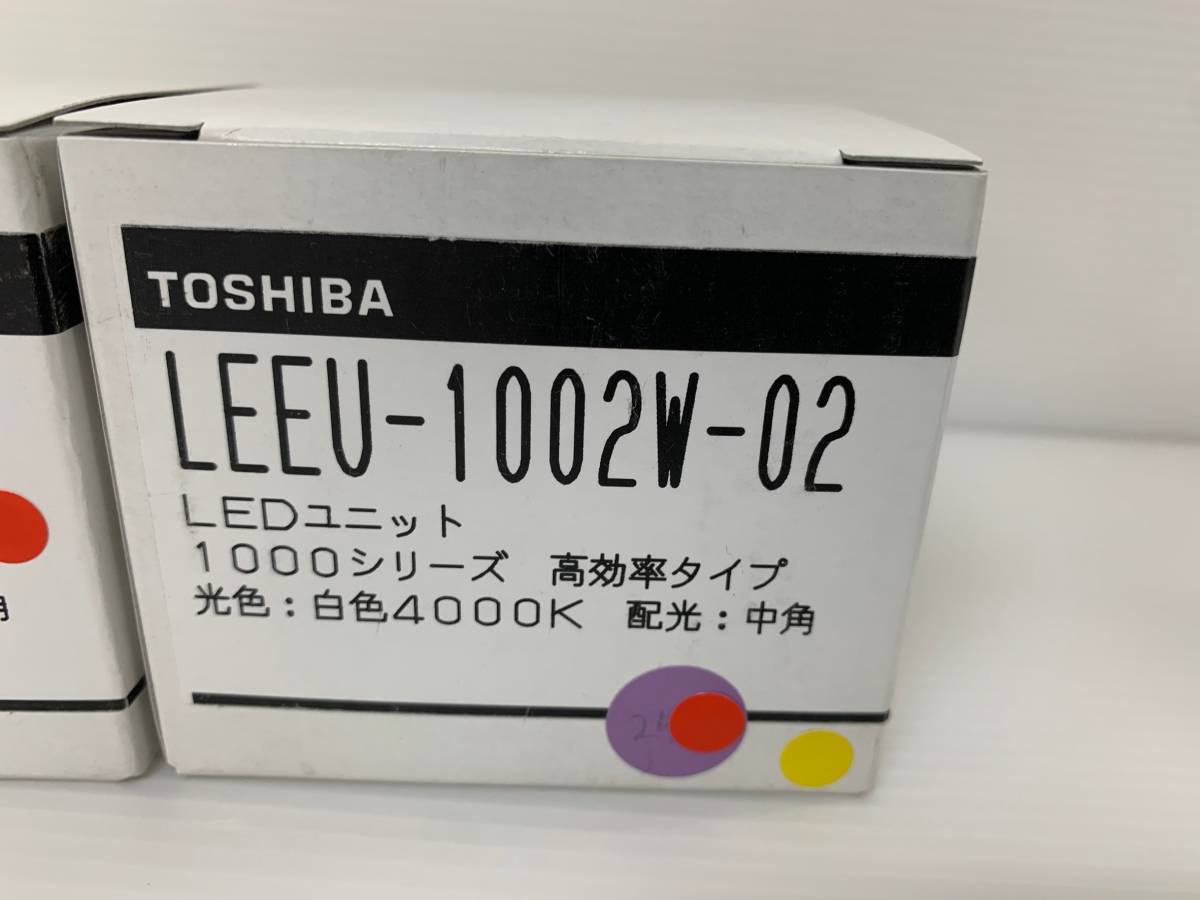 TOSHIBA
LEEU-1002W-02
LEDユニット
1000シリーズ 高効率タイプ
光色:白色4000K 配光:中角
角